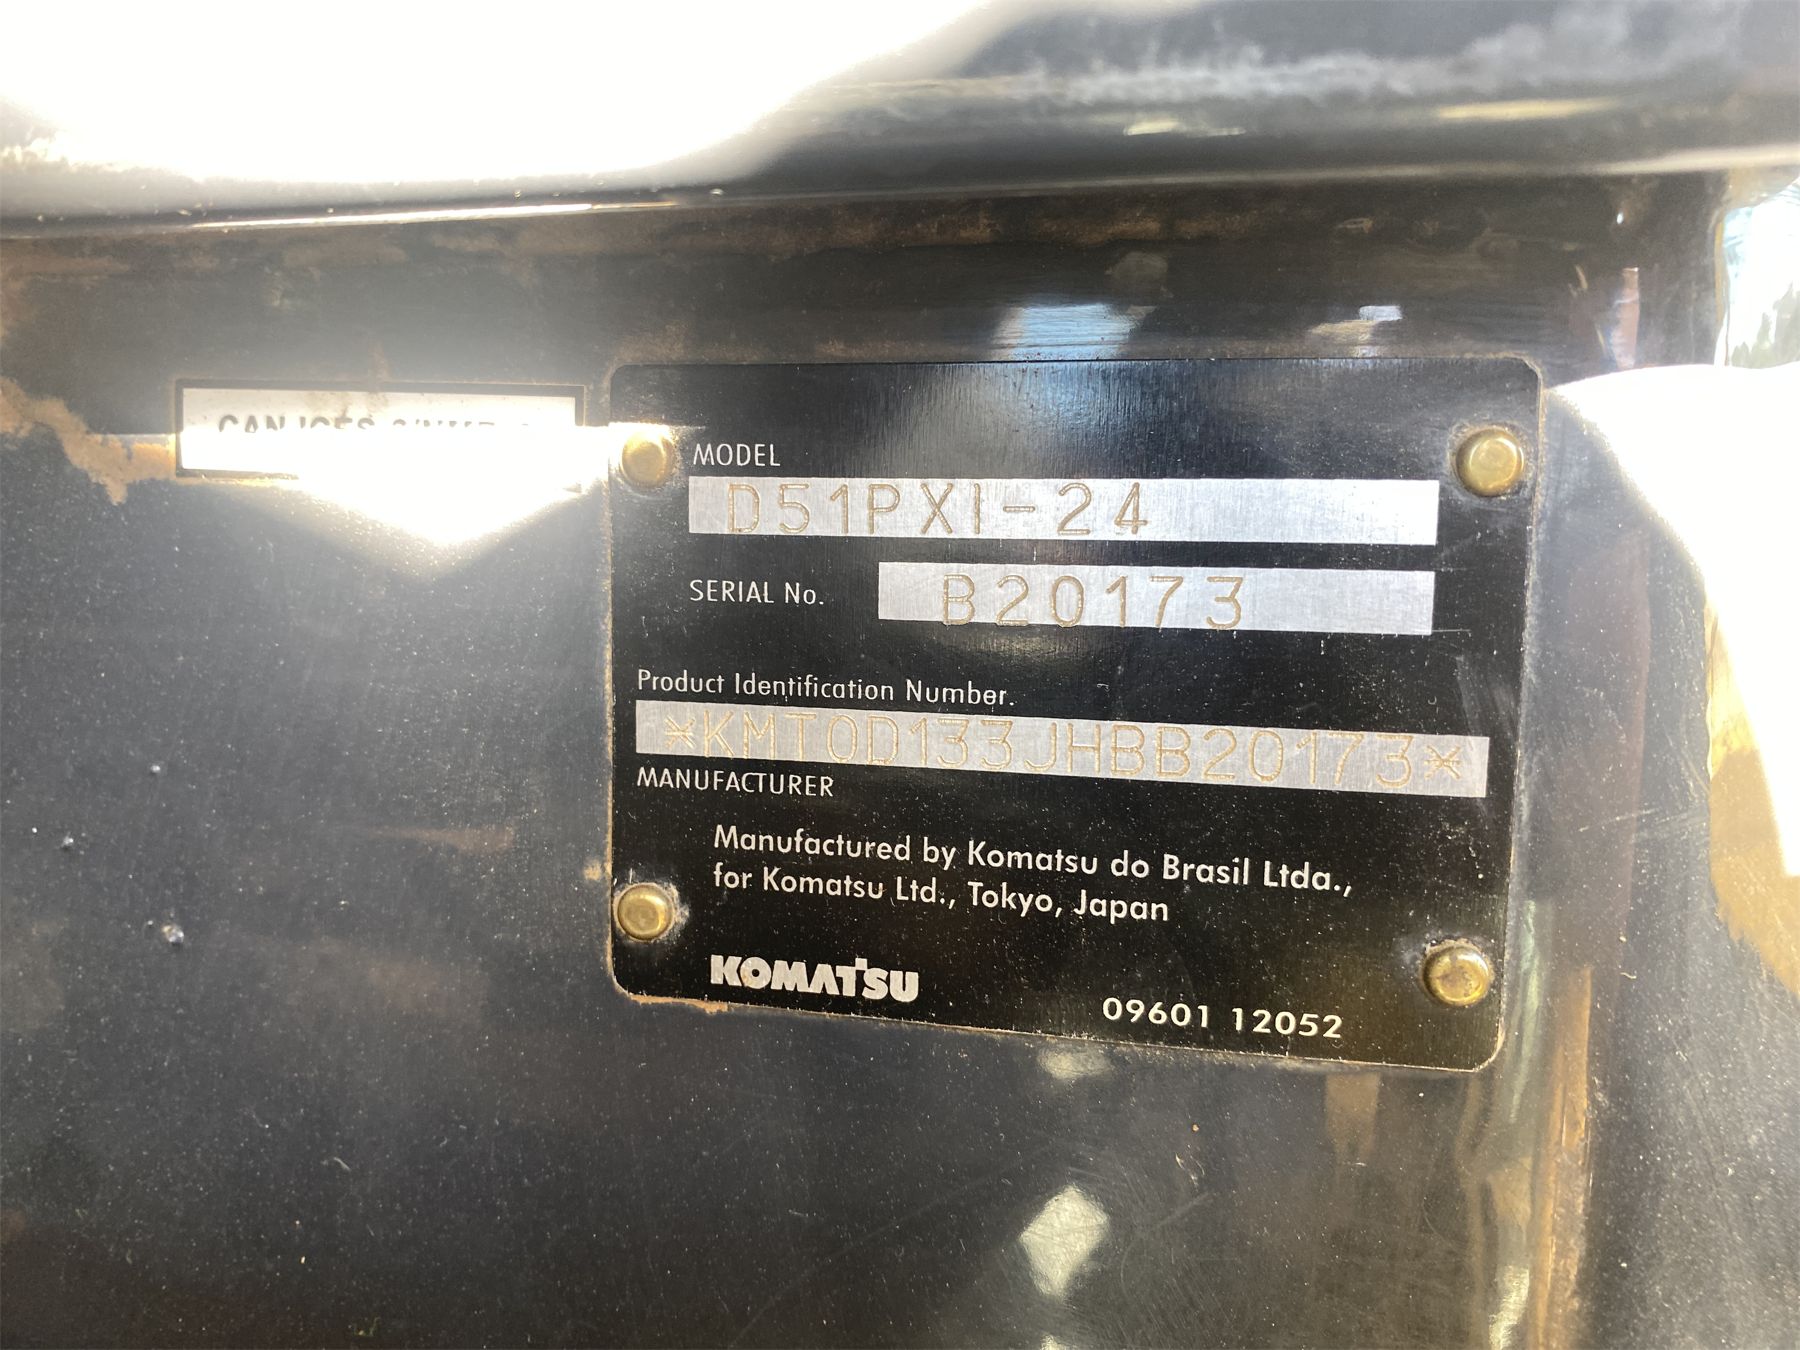 MODEL
D51PXI-24
SERIAL No.
B20173
Product Identification Number.
*KMT0D133JHBB20173*
MANUFACTURER
Manufactured by Komatsu do Brasil Ltda.,
for Komatsu Ltd., Tokyo, Japan
KOMATSU
09601 12052